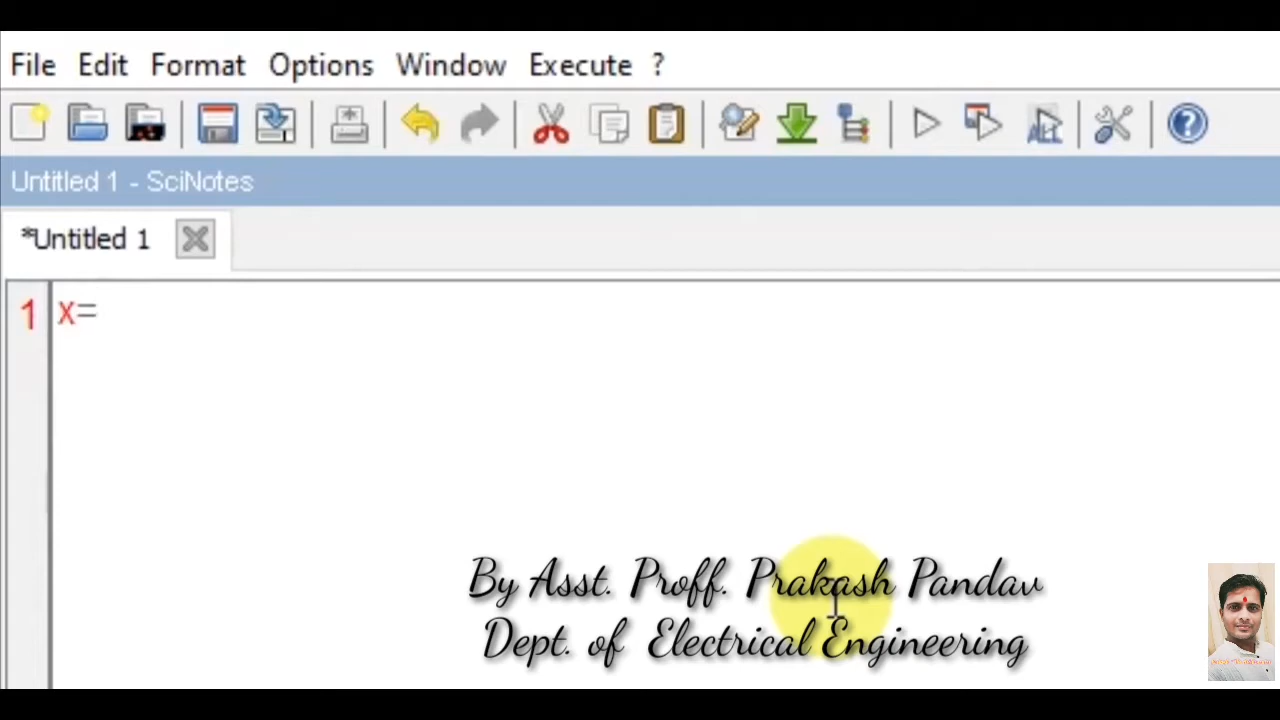 File Edit Format Options Window Execute ?
Untitled 1 - SciNotes
*Untitled 1
1 x=
By Asst. Proff. Prakash Pandav
Dept. of Electrical Engineering